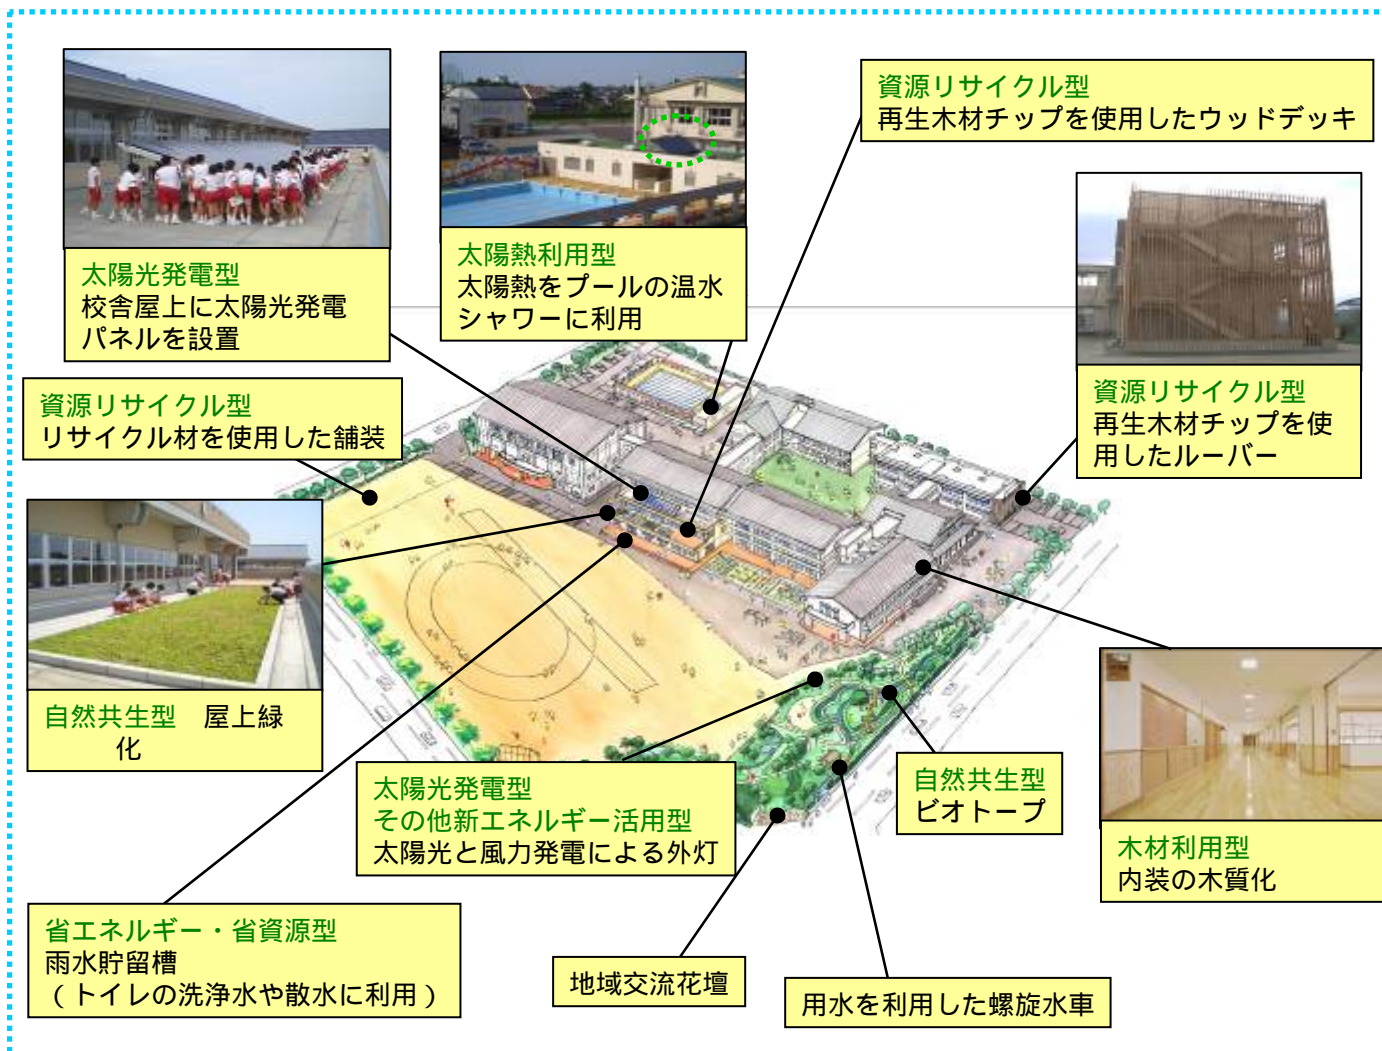 太陽光発電型
校舎屋上に太陽光発電
パネルを設置
太陽熱利用型
太陽熱をプールの温水
シャワーに利用
資源リサイクル型
再生木材チップを使用したウッドデッキ
資源リサイクル型
再生木材チップを使
用したルーバー
資源リサイクル型
リサイクル材を使用した舗装
自然共生型　屋上緑
化
太陽光発電型
その他新エネルギー活用型
太陽光と風力発電による外灯
自然共生型
ビオトープ
木材利用型
内装の木質化
省エネルギー・省資源型
雨水貯留槽
（トイレの洗浄水や散水に利用）
地域交流花壇
用水を利用した螺旋水車